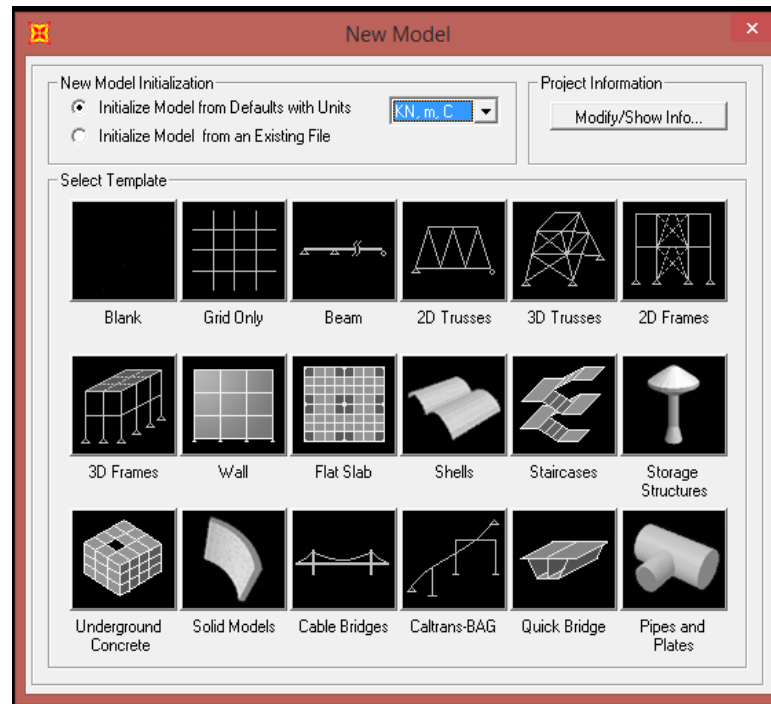 New Model
New Model Initialization
Initialize Model from Defaults with Units
KN, m, C
Initialize Model from an Existing File
Project Information
Modify/Show Info...
Select Template
Blank
Grid Only
Beam
2D Trusses
3D Trusses
2D Frames
3D Frames
Wall
Flat Slab
Shells
Staircases
Storage
Structures
Underground
Concrete
Solid Models
Cable Bridges
Caltrans-BAG
Quick Bridge
Pipes and
Plates